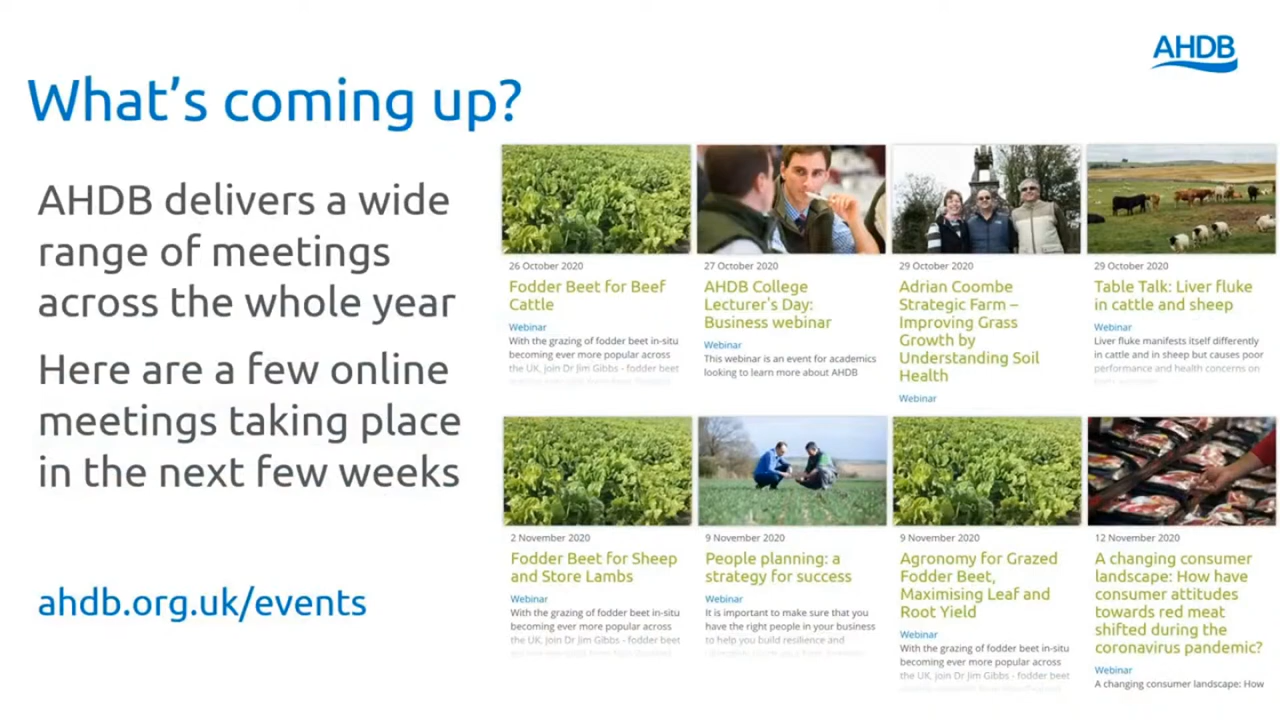 AHDB
What's coming up?
AHDB delivers a wide
range of meetings
across the whole year
Here are a few online
meetings taking place
in the next few weeks
ahdb.org.uk/events
26 October 2020
Fodder Beet for Beef
Cattle
Webinar
With the grazing of fodder beet in-situ
becoming ever more popular across
the UK, join Dr Jim Gibbs - fodder beet
27 October 2020
AHDB College
Lecturer's Day:
Business webinar
Webinar
This webinar is an event for academics
looking to learn more about AHDB
29 October 2020
Adrian Coombe
Strategic Farm –
Improving Grass
Growth by
Understanding Soil
Health
Webinar
29 October 2020
Table Talk: Liver fluke
in cattle and sheep
Webinar
Liver fluke manifests itself differently
in cattle and in sheep but causes poor
performance and health concerns on
2 November 2020
Fodder Beet for Sheep
and Store Lambs
Webinar
With the grazing of fodder beet in-situ
becoming ever more popular across
the UK, join Dr Jim Gibbs - fodder beet
9 November 2020
People planning: a
strategy for success
Webinar
It is important to make sure that you
have the right people in your business
to help you build resilience and
9 November 2020
Agronomy for Grazed
Fodder Beet,
Maximising Leaf and
Root Yield
Webinar
With the grazing of fodder beet in-situ
becoming ever more popular across
the UK, join Dr Jim Gibbs - fodder beet
12 November 2020
A changing consumer
landscape: How have
consumer attitudes
towards red meat
shifted during the
coronavirus pandemic?
Webinar
A changing consumer landscape: How